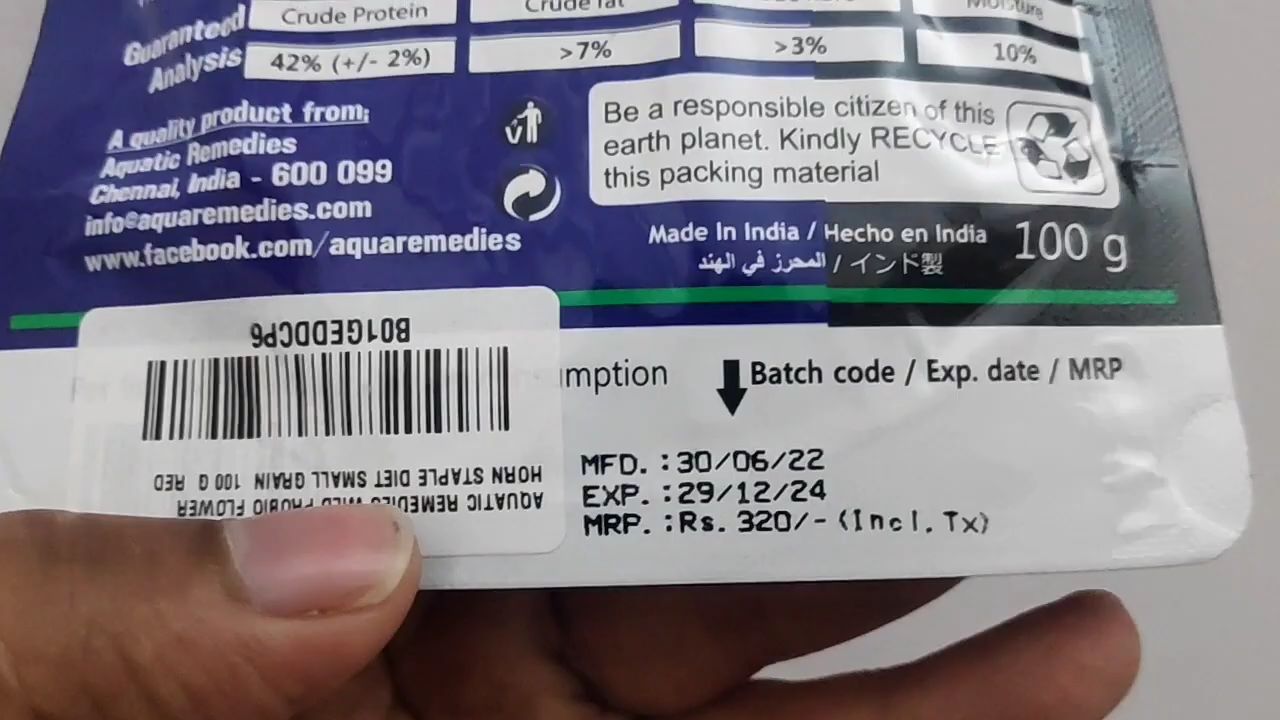 Guaranteed
Analysis
Crude Protein
Crude fat
Moisture
42% (+/- 2%)
>7%
>3%
10%
A quality product from:
Aquatic Remedies
Chennai, India - 600 099
info@aquaremedies.com
www.facebook.com/aquaremedies
Be a responsible citizen of this
earth planet. Kindly RECYCLE
this packing material
Made In India / Hecho en India
المحرز في الهند / インド製
100 g
B01GEDDCP6
AQUATIC REMEDIES WILD PROBIO FLOWER
HORN STAPLE DIET SMALL GRAIN 100 G RED
mption
Batch code / Exp. date / MRP
MFD. :30/06/22
EXP. :29/12/24
MRP. :Rs. 320/- (Incl. Tx)